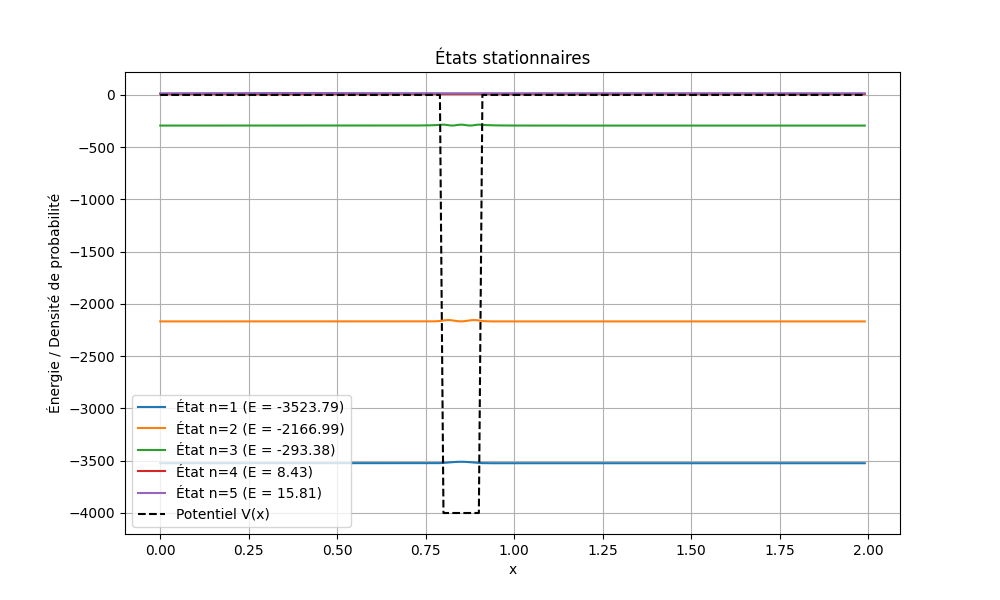 États stationnaires
Énergie / Densité de probabilité
0
−500
−1000
−1500
−2000
−2500
−3000
−3500
−4000
État n=1 (E = -3523.79)
État n=2 (E = -2166.99)
État n=3 (E = -293.38)
État n=4 (E = 8.43)
État n=5 (E = 15.81)
Potentiel V(x)
0.00 0.25 0.50 0.75 1.00 1.25 1.50 1.75 2.00
x